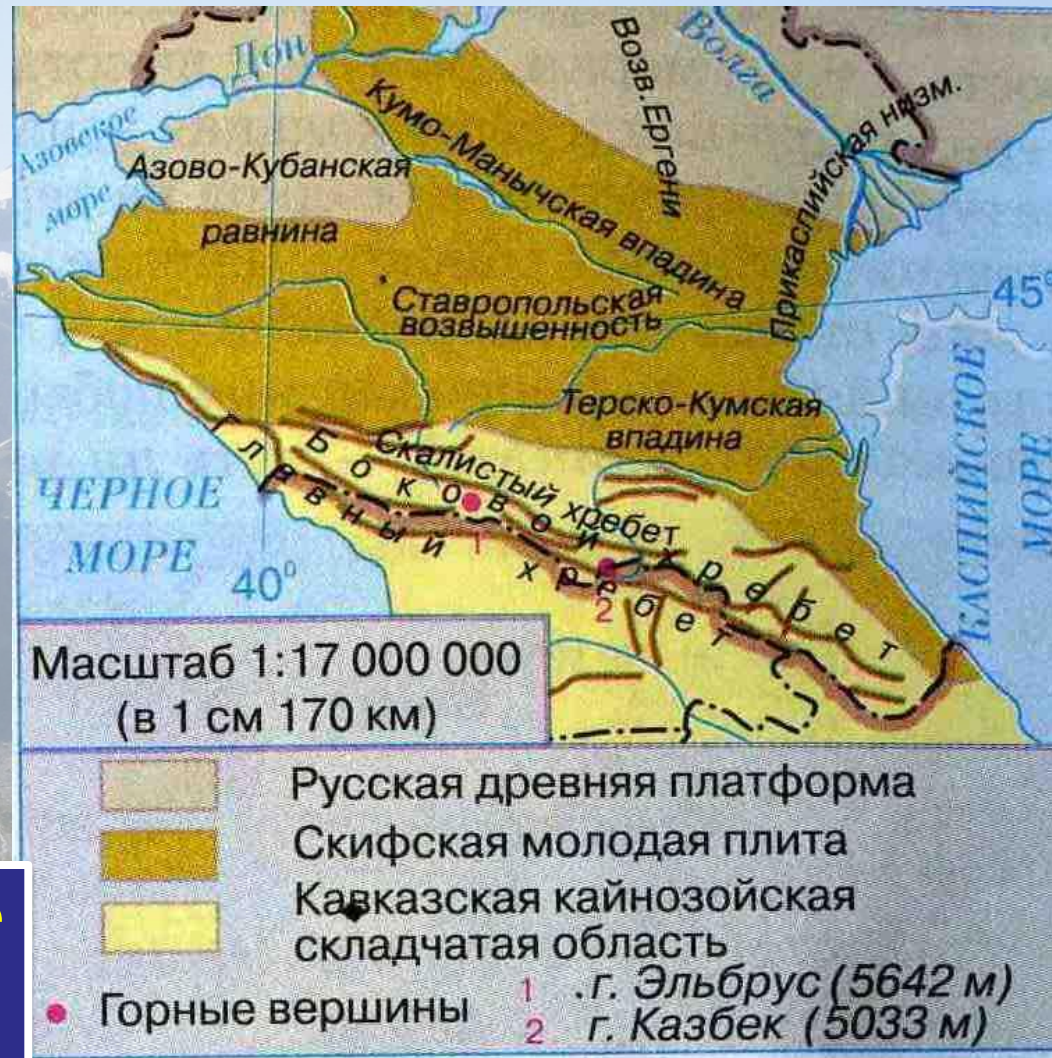 Дон
Волга
Возв. Ергени
Прикаспийская низм.
Кумо-Манычская впадина
Азовское
море
Азово-Кубанская
равнина
Ставропольская
возвышенность
45°
Терско-Кумская
впадина
Скалистый хребет
Боковой хребет
Главный хребет
ЧЕРНОЕ
МОРЕ
КАСПИЙСКОЕ
МОРЕ
40°
1
2
Масштаб 1:17 000 000
(в 1 см 170 км)
Русская древняя платформа
Скифская молодая плита
Кавказская кайнозойская
складчатая область
Горные вершины
1 .г. Эльбрус (5642 м)
2 г. Казбек (5033 м)